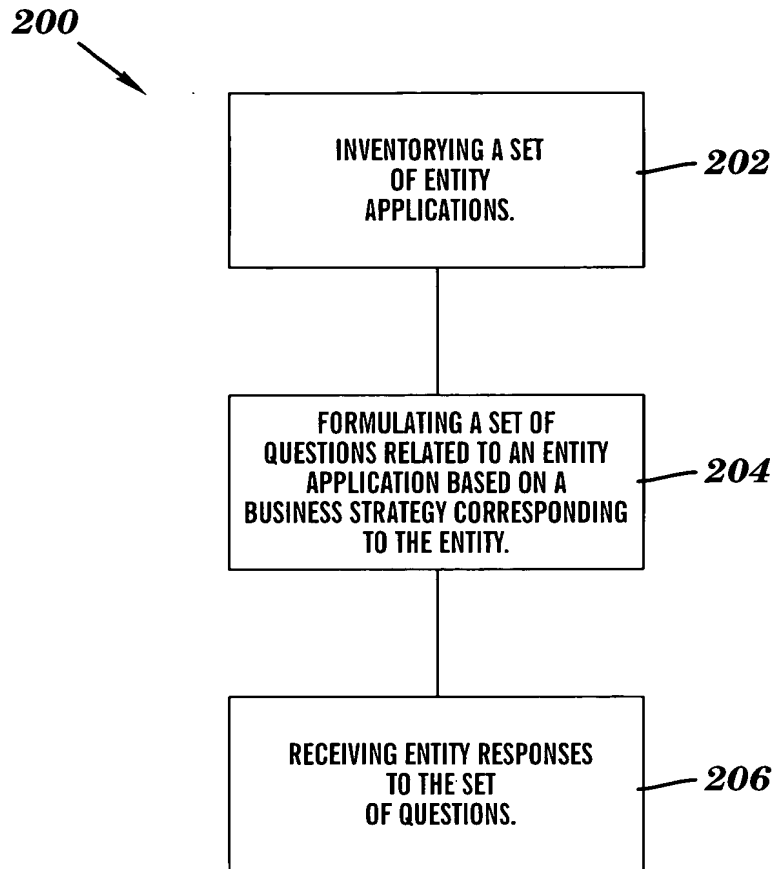 200
INVENTORYING A SET
OF ENTITY
APPLICATIONS.
202
FORMULATING A SET OF
QUESTIONS RELATED TO AN ENTITY
APPLICATION BASED ON A
BUSINESS STRATEGY CORRESPONDING
TO THE ENTITY.
204
RECEIVING ENTITY RESPONSES
TO THE SET
OF QUESTIONS.
206